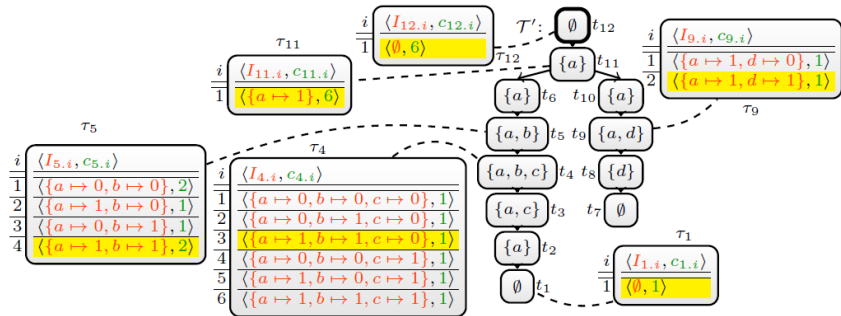 i ⟨I12.i, c12.i⟩
1 ⟨∅, 6⟩
τ12
τ11
i ⟨I11.i, c11.i⟩
1 ⟨{a ↦ 1}, 6⟩
𝒯′: ∅ t12
{a} t11
{a} t6
{a} t10
{a, b} t5
t9 {a, d}
{a, b, c} t4
t8 {d}
{a, c} t3
t7 ∅
{a} t2
∅ t1
i ⟨I9.i, c9.i⟩
1 ⟨{a ↦ 1, d ↦ 0}, 1⟩
2 ⟨{a ↦ 1, d ↦ 1}, 1⟩
τ9
τ5
i ⟨I5.i, c5.i⟩
1 ⟨{a ↦ 0, b ↦ 0}, 2⟩
2 ⟨{a ↦ 1, b ↦ 0}, 1⟩
3 ⟨{a ↦ 0, b ↦ 1}, 1⟩
4 ⟨{a ↦ 1, b ↦ 1}, 2⟩
τ4
i ⟨I4.i, c4.i⟩
1 ⟨{a ↦ 0, b ↦ 0, c ↦ 0}, 1⟩
2 ⟨{a ↦ 0, b ↦ 1, c ↦ 0}, 1⟩
3 ⟨{a ↦ 1, b ↦ 1, c ↦ 0}, 1⟩
4 ⟨{a ↦ 0, b ↦ 0, c ↦ 1}, 1⟩
5 ⟨{a ↦ 1, b ↦ 0, c ↦ 1}, 1⟩
6 ⟨{a ↦ 1, b ↦ 1, c ↦ 1}, 1⟩
τ1
i ⟨I1.i, c1.i⟩
1 ⟨∅, 1⟩